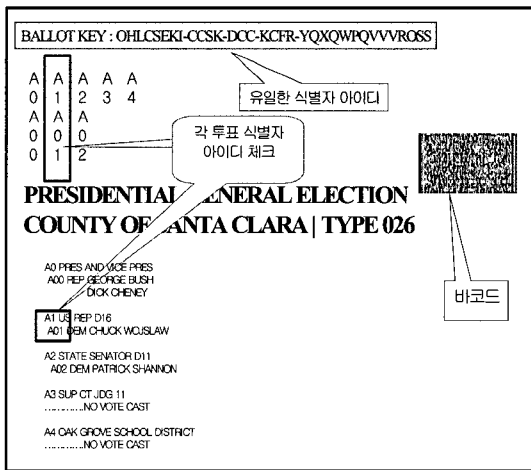 BALLOT KEY : OHLCSEKI-CCSK-DCC-KCFR-YQXQWPQVVVROSS
A A A A A
0 1 2 3 4
유일한 식별자 아이디
A A A
0 0 0
0 1 2
각 투표 식별자
아이디 체크
PRESIDENTIAL GENERAL ELECTION
COUNTY OF SANTA CLARA | TYPE 026
바코드
A0 PRES AND VICE PRES
A00 REP GEORGE BUSH
DICK CHENEY
A1 US REP D16
A01 DEM CHUCK WOJSLAW
A2 STATE SENATOR D11
A02 DEM PATRICK SHANNON
A3 SUP CT JDG 11
............NO VOTE CAST
A4 OAK GROVE SCHOOL DISTRICT
............NO VOTE CAST